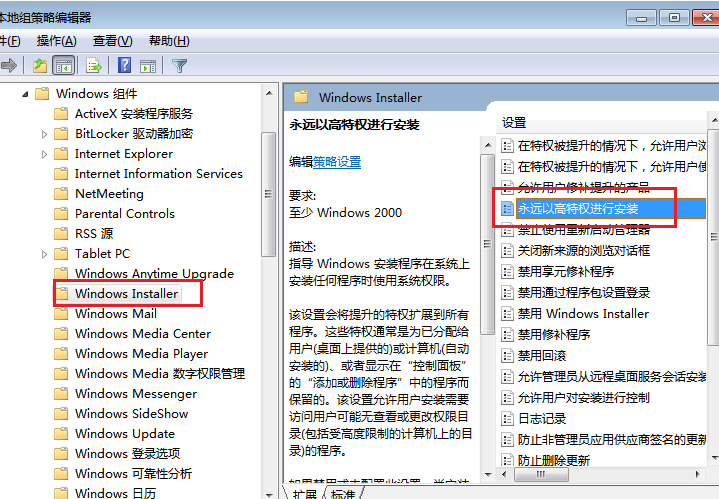 本地组策略编辑器
件(F) 操作(A) 查看(V) 帮助(H)
Windows 组件
ActiveX 安装程序服务
BitLocker 驱动器加密
Internet Explorer
Internet Information Services
NetMeeting
Parental Controls
RSS 源
Tablet PC
Windows Anytime Upgrade
Windows Installer
Windows Mail
Windows Media Center
Windows Media Player
Windows Media 数字权限管理
Windows Messenger
Windows SideShow
Windows Update
Windows 登录选项
Windows 可靠性分析
Windows 日历
Windows Installer
永远以高特权进行安装
编辑策略设置
要求:
至少 Windows 2000
描述:
指导 Windows 安装程序在系统上
安装任何程序时使用系统权限。
该设置会将提升的特权扩展到所有
程序。这些特权通常是为已分配给
用户(桌面上提供的)或计算机(自动
安装的)、或者显示在“控制面板”
的“添加或删除程序”中的程序而
保留的。该设置允许用户安装需要
访问用户可能无查看或更改权限目
录(包括受高度限制的计算机上的目
录)的程序。
如果禁用或未配置此设置，当安装
设置
在特权被提升的情况下，允许用户浏
在特权被提升的情况下，允许用户使
允许用户修补提升的产品
永远以高特权进行安装
禁止使用重新启动管理器
关闭新来源的浏览对话框
禁用享元修补程序
禁用通过程序包设置登录
禁用 Windows Installer
禁用修补程序
禁用回滚
允许管理员从远程桌面服务会话安装
允许用户对安装进行控制
日志记录
防止非管理员应用供应商签名的更新
防止删除更新
扩展 标准